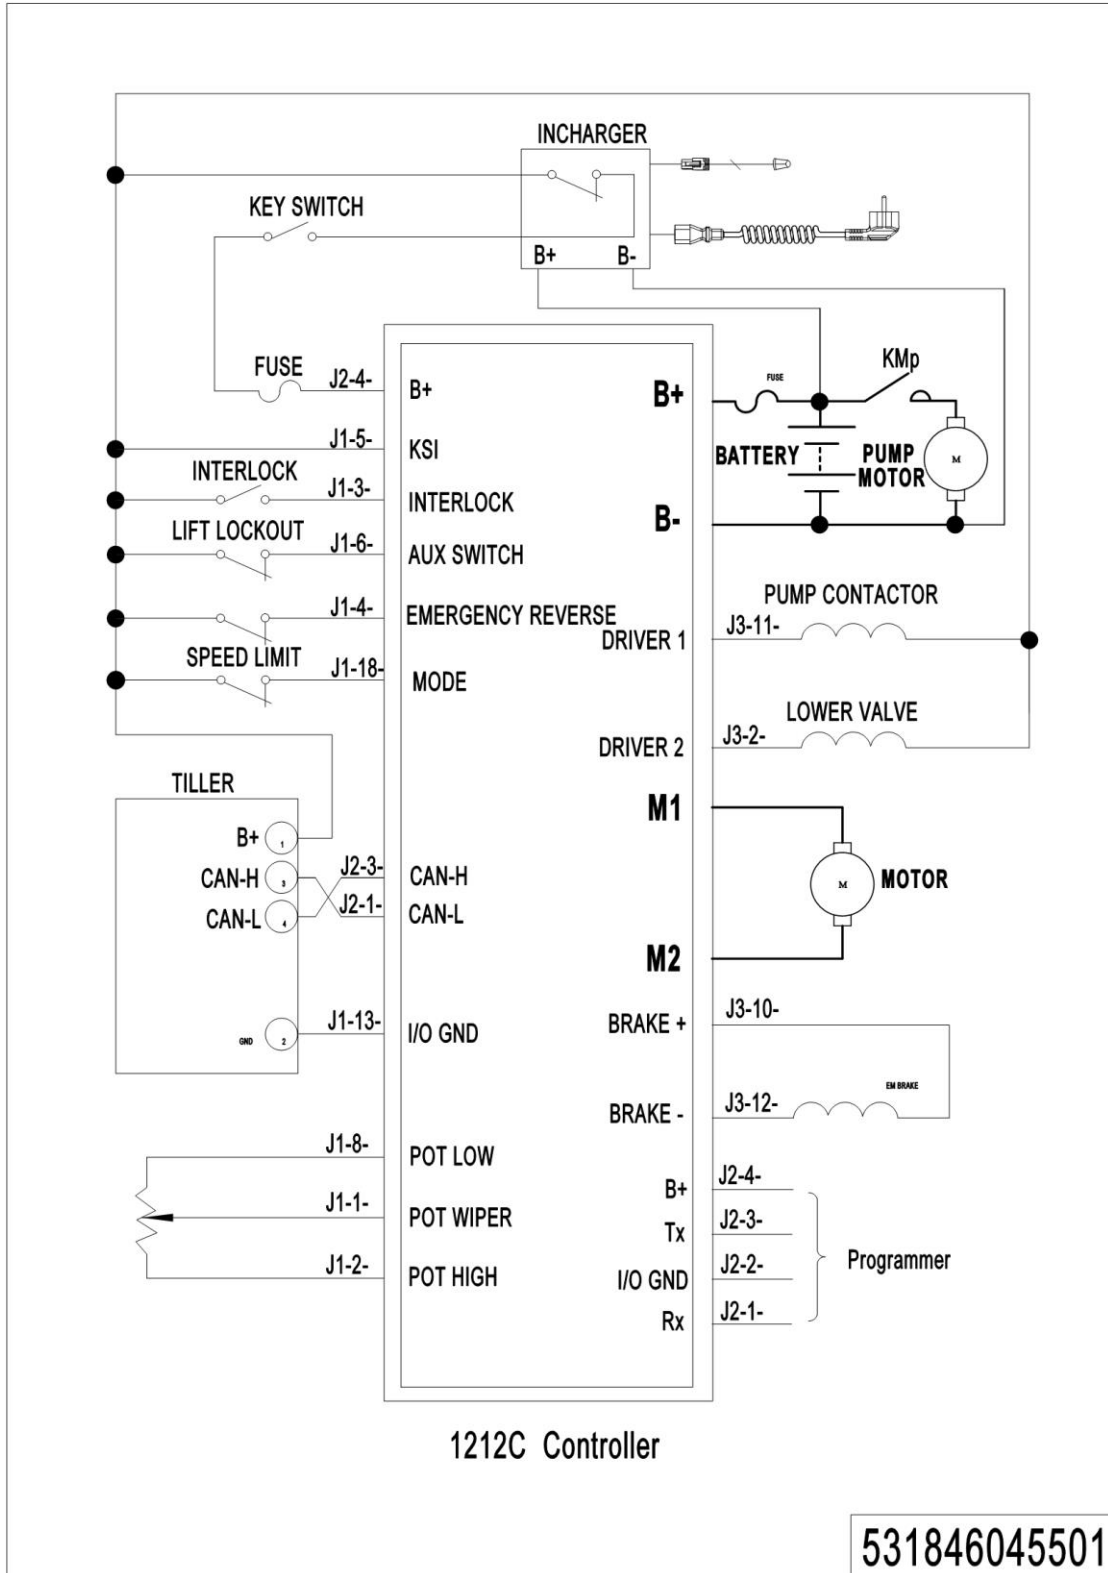 INCHARGER
KEY SWITCH
B+ B-
FUSE J2-4- B+
B+ FUSE KMp
J1-5- KSI
BATTERY PUMP MOTOR M
INTERLOCK J1-3- INTERLOCK
B-
LIFT LOCKOUT J1-6- AUX SWITCH
J1-4- EMERGENCY REVERSE
PUMP CONTACTOR
DRIVER 1 J3-11-
SPEED LIMIT J1-18- MODE
LOWER VALVE
DRIVER 2 J3-2-
TILLER
M1
B+ 1
CAN-H 3 J2-3- CAN-H
M MOTOR
CAN-L 4 J2-1- CAN-L
M2
GND 2 J1-13- I/O GND
BRAKE + J3-10-
EM BRAKE
BRAKE - J3-12-
J1-8- POT LOW
B+ J2-4-
J1-1- POT WIPER
Tx J2-3-
Programmer
J1-2- POT HIGH
I/O GND J2-2-
Rx J2-1-
1212C Controller
531846045501